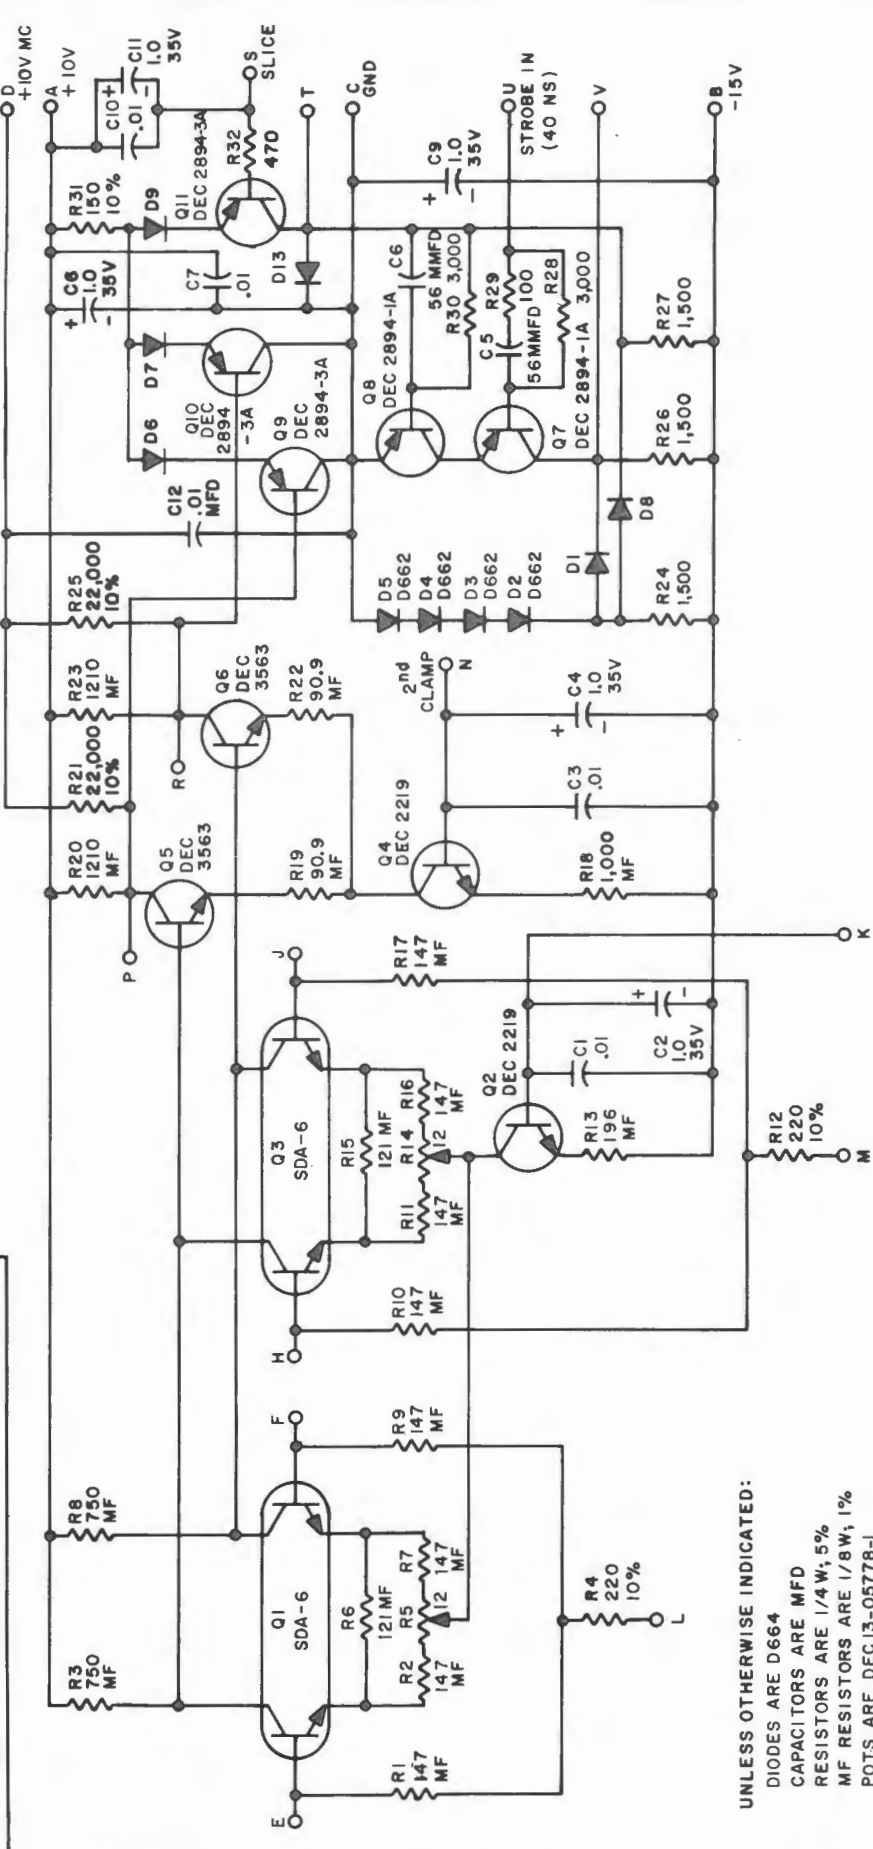 D
+10V MC
A
+10V
C10
.01
+
C11
1.0
35V
-
S
SLICE
T
C
GND
U
STROBE IN
(40 NS)
V
B
-15V
R31
150
10%
D9
Q11
DEC 2894-3A
R32
470
+
C6
1.0
35V
-
C7
.01
D13
C9
1.0
35V
+
-
D7
Q10
DEC
2894
-3A
D6
Q9
DEC
2894-3A
Q8
DEC 2894-1A
C6
56 MMFD
R30 3,000
R29
100
C5
56MMFD
R28
3,000
Q7
DEC 2894-1A
R27
1,500
R26
1,500
C12
.01
MFD
D5
D662
D4
D662
D3
D662
D2
D662
D1
D8
R24
1,500
R25
22,000
10%
R23
1210
MF
R21
22,000
10%
R20
1210
MF
Q6
DEC
3563
R
R22
90.9
MF
2nd
CLAMP
N
+
C4
1.0
35V
-
C3
.01
Q5
DEC
3563
P
R19
90.9
MF
Q4
DEC 2219
R18
1,000
MF
R17
147
MF
J
K
Q3
SDA-6
R15
121 MF
R16
147
MF
R14
12
R11
147
MF
Q2
DEC 2219
C1
.01
+
-
C2
1.0
35V
R13
196
MF
R12
220
10%
M
R10
147
MF
H
F
R9
147
MF
R8
750
MF
R3
750
MF
Q1
SDA-6
R6
121 MF
R7
147
MF
R5
12
R2
147
MF
R4
220
10%
L
R1
147
MF
E
UNLESS OTHERWISE INDICATED:
DIODES ARE D664
CAPACITORS ARE MFD
RESISTORS ARE 1/4W; 5%
MF RESISTORS ARE 1/8W; 1%
POTS ARE DEC 13-05778-1